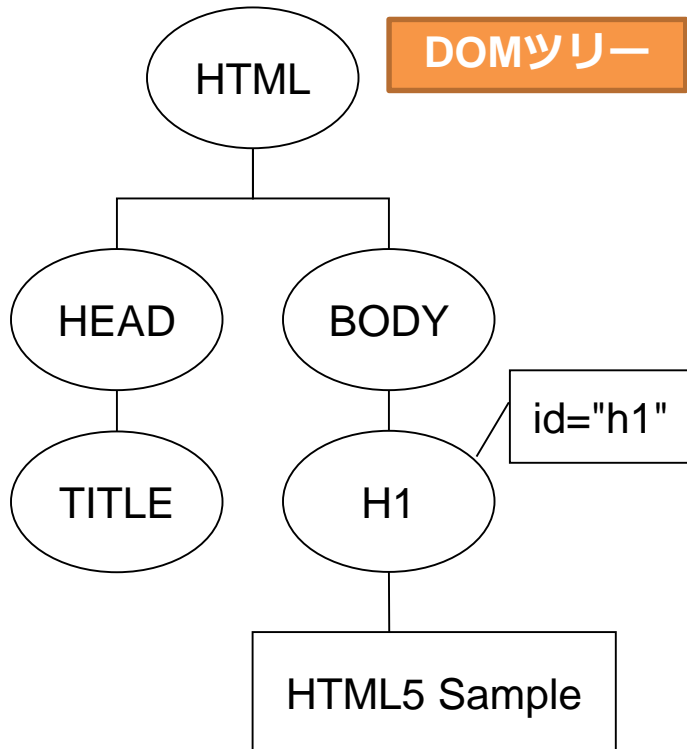 HTML
DOMツリー
HEAD
BODY
id="h1"
TITLE
H1
HTML5 Sample